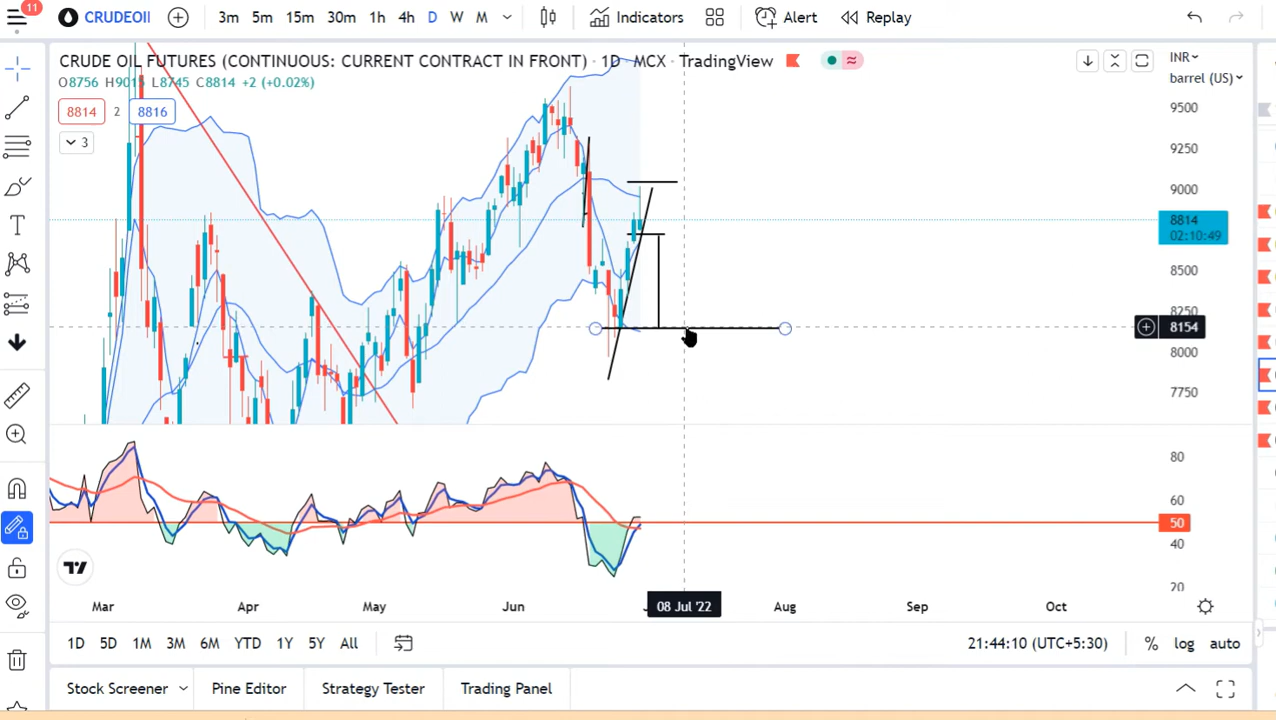 11
CRUDEOIl
3m 5m 15m 30m 1h 4h D W M
Indicators
Alert
Replay
CRUDE OIL FUTURES (CONTINUOUS: CURRENT CONTRACT IN FRONT) · 1D · MCX · TradingView
O8756 H9015 L8745 C8814 +2 (+0.02%)
8814 2 8816
3
INR
barrel (US)
9500
9250
9000
8814
02:10:49
8500
8250
8154
8000
7750
80
60
50
40
20
Mar Apr May Jun 08 Jul '22 Aug Sep Oct
1D 5D 1M 3M 6M YTD 1Y 5Y All
21:44:10 (UTC+5:30) % log auto
Stock Screener Pine Editor Strategy Tester Trading Panel